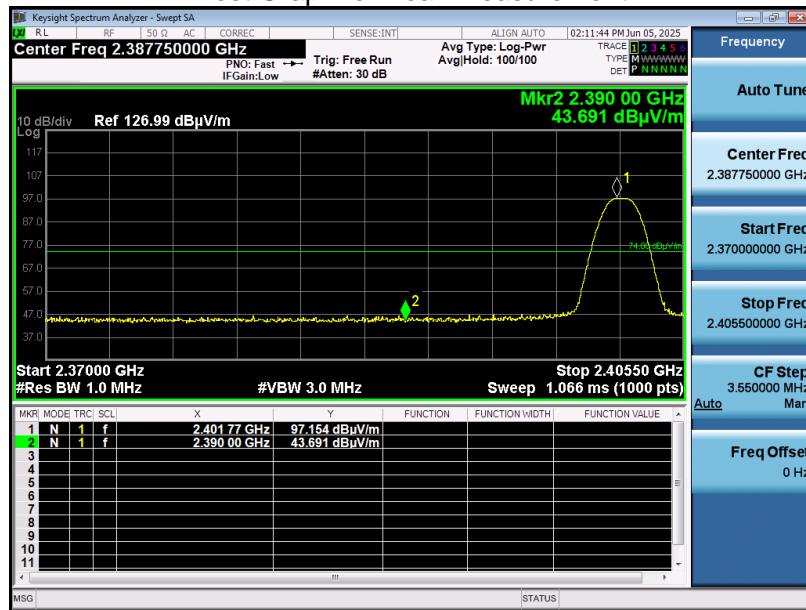 Keysight Spectrum Analyzer - Swept SA
RL RF 50 Ω AC CORREC SENSE:INT ALIGN AUTO 02:11:44 PM Jun 05, 2025
Center Freq 2.387750000 GHz
PNO: Fast
IFGain:Low
Trig: Free Run
#Atten: 30 dB
Avg Type: Log-Pwr
Avg|Hold: 100/100
TRACE 1 2 3 4 5 6
TYPE M W W W W W
DET P N N N N N
Mkr2 2.390 00 GHz
43.691 dBµV/m
10 dB/div Ref 126.99 dBµV/m
Log
117
107
97.0
87.0
77.0
67.0
57.0
47.0
37.0
1
74.00 dBµV/m
2
Start 2.37000 GHz Stop 2.40550 GHz
#Res BW 1.0 MHz #VBW 3.0 MHz Sweep 1.066 ms (1000 pts)
MKR MODE TRC SCL X Y FUNCTION FUNCTION WIDTH FUNCTION VALUE
1 N 1 f 2.401 77 GHz 97.154 dBµV/m
2 N 1 f 2.390 00 GHz 43.691 dBµV/m
3
4
5
6
7
8
9
10
11
MSG STATUS
Frequency
Auto Tune
Center Freq
2.387750000 GHz
Start Freq
2.370000000 GHz
Stop Freq
2.405500000 GHz
CF Step
3.550000 MHz
Auto Man
Freq Offset
0 Hz